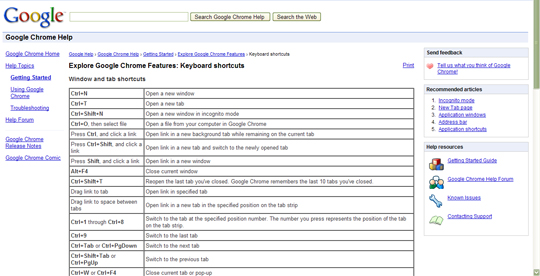 Google
Search Google Chrome Help
Search the Web
Google Chrome Help
Google Chrome Home
Help Topics
Getting Started
Using Google Chrome
Troubleshooting
Help Forum
Google Chrome Release Notes
Google Chrome Comic
Google Help › Google Chrome Help › Getting Started › Explore Google Chrome Features › Keyboard shortcuts
Explore Google Chrome Features: Keyboard shortcuts
Print
Window and tab shortcuts
Ctrl+N Open a new window
Ctrl+T Open a new tab
Ctrl+Shift+N Open a new window in incognito mode
Ctrl+O, then select file Open a file from your computer in Google Chrome
Press Ctrl, and click a link Open link in a new background tab while remaining on the current tab
Press Ctrl+Shift, and click a link Open link in a new tab and switch to the newly opened tab
Press Shift, and click a link Open link in a new window
Alt+F4 Close current window
Ctrl+Shift+T Reopen the last tab you've closed. Google Chrome remembers the last 10 tabs you've closed.
Drag link to tab Open link in specified tab
Drag link to space between tabs Open link in a new tab in the specified position on the tab strip
Ctrl+1 through Ctrl+8 Switch to the tab at the specified position number. The number you press represents the position of the tab on the tab strip.
Ctrl+9 Switch to the last tab
Ctrl+Tab or Ctrl+PgDown Switch to the next tab
Ctrl+Shift+Tab or Ctrl+PgUp Switch to the previous tab
Ctrl+W or Ctrl+F4 Close current tab or pop-up
Send feedback
Tell us what you think of Google Chrome!
Recommended articles
1. Incognito mode
2. New Tab page
3. Application windows
4. Address bar
5. Application shortcuts
Help resources
Getting Started Guide
Google Chrome Help Forum
Known Issues
Contacting Support